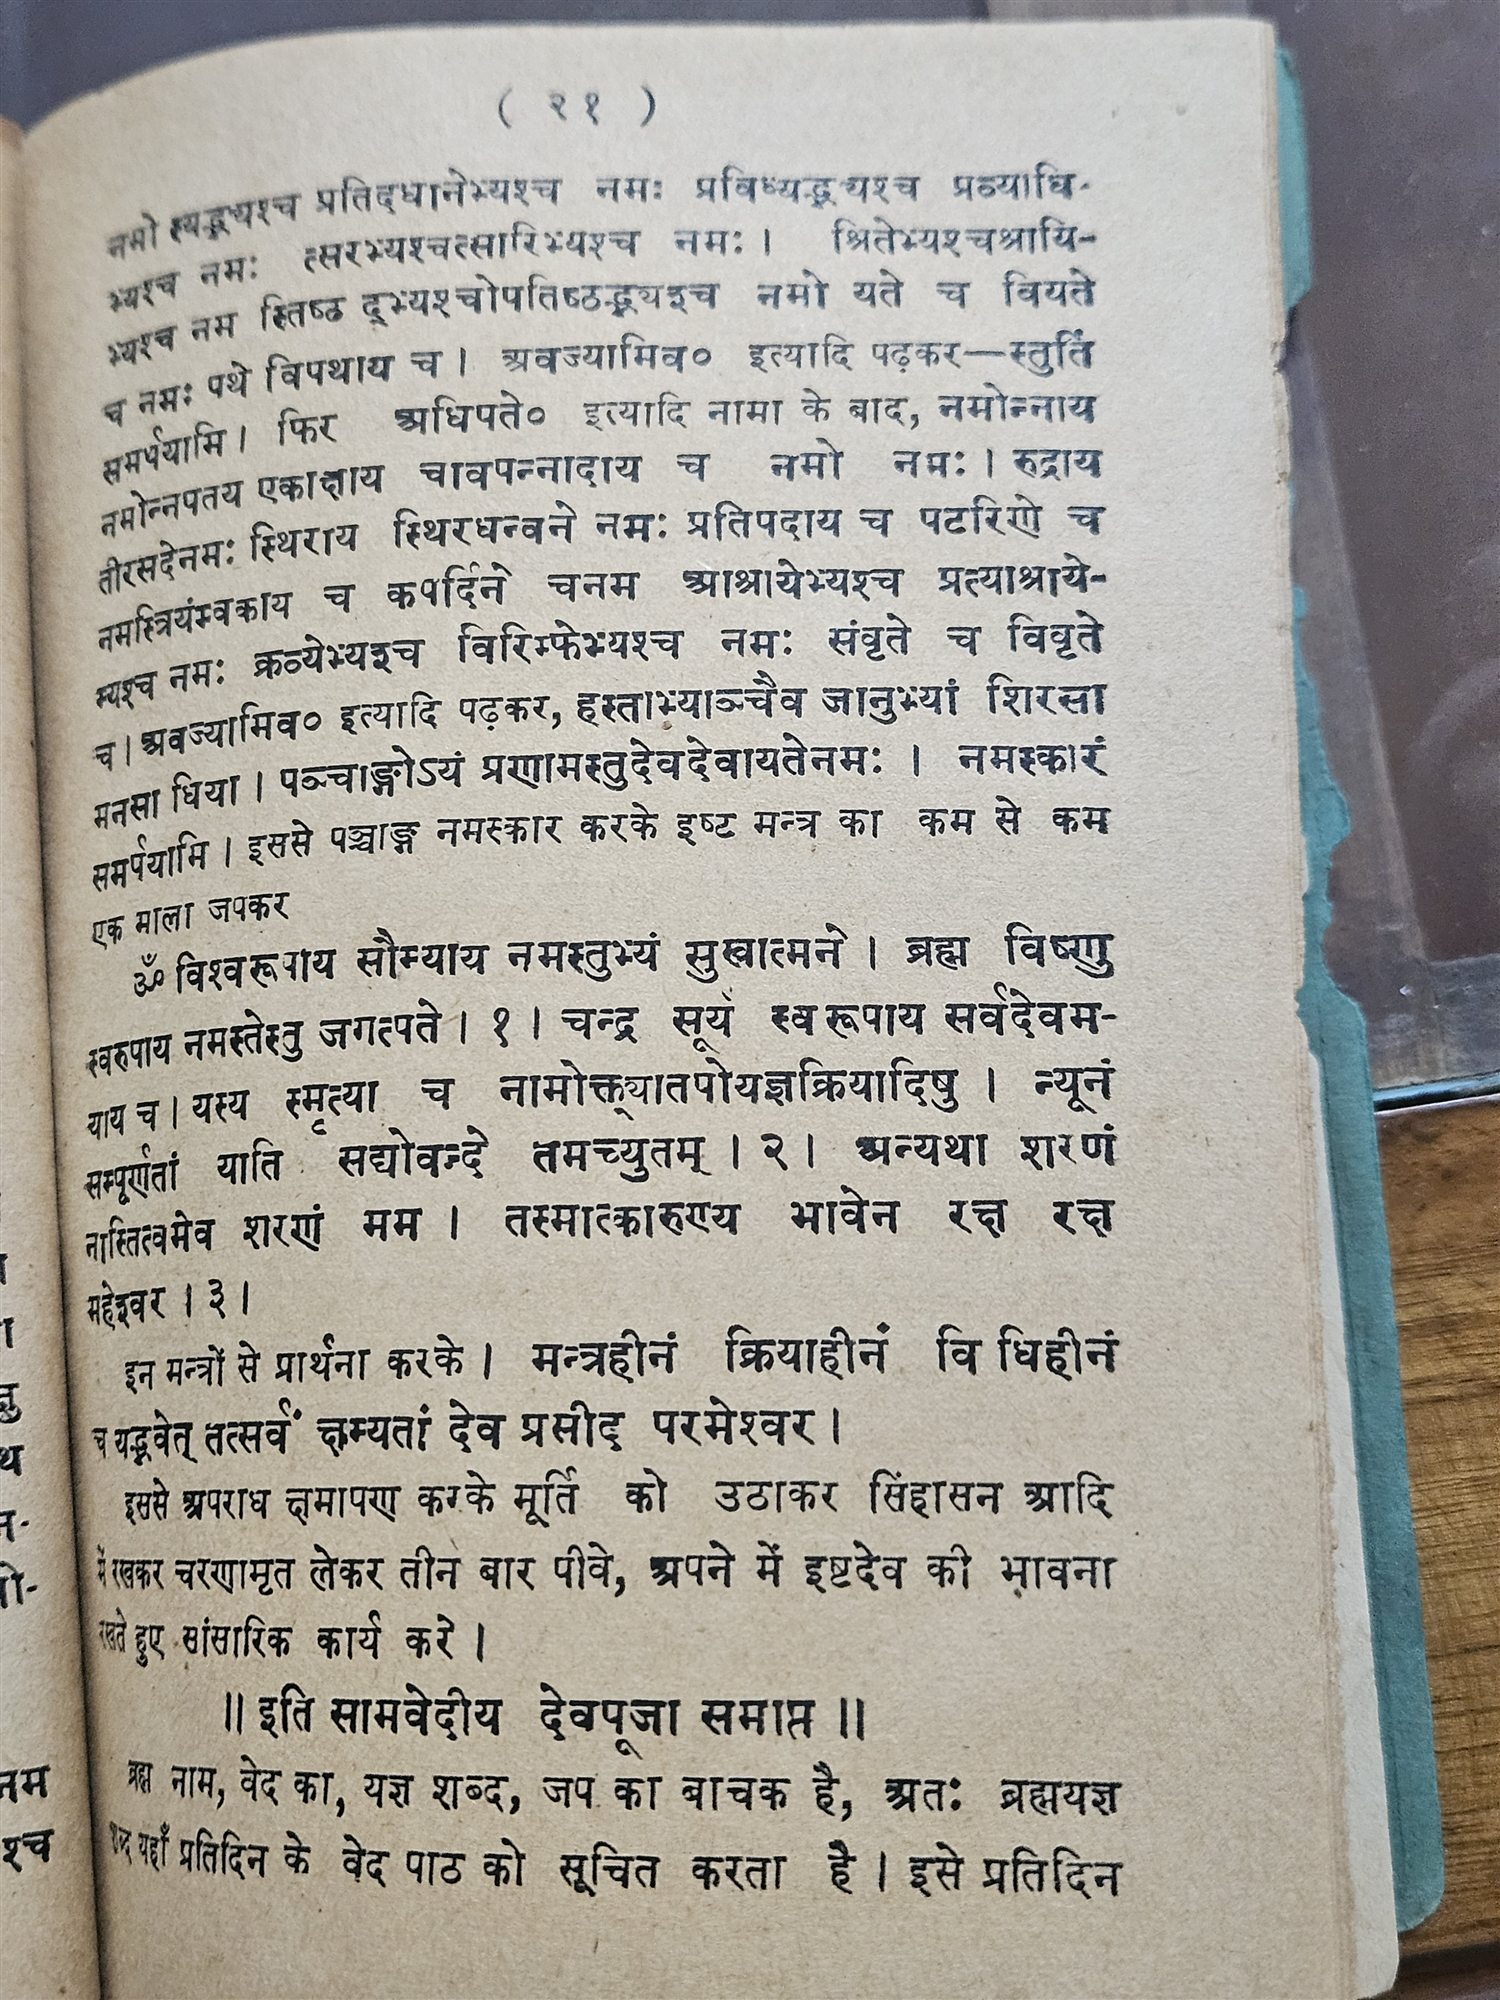 ( २१ )
नमो स्यद्भ्यश्च प्रतिदधानेभ्यश्च नमः प्रविध्यद्भ्यश्च प्रव्याधि-
भ्यश्च नमः त्सरभ्यश्चत्सारिभ्यश्च नमः । श्रितेभ्यश्चश्रायि-
भ्यश्च नम स्तिष्ठ द्भ्यश्चोपतिष्ठद्भ्यश्च नमो यते च वियते
च नमः पथे विपथाय च । अवज्यामिव० इत्यादि पढ़कर—स्तुतिं
समर्पयामि । फिर अधिपते० इत्यादि नामा के बाद, नमोन्नाय
नमोन्नपतय एकाक्षाय चावपन्नादाय च नमो नमः । रुद्राय
तीरसदेनमः स्थिराय स्थिरधन्वने नमः प्रतिपदाय च पटरिणे च
नमस्त्रियंम्वकाय च कपर्दिने चनम आश्रायेभ्यश्च प्रत्याश्राये-
म्यश्च नमः क्रव्येभ्यश्च विरिम्फेभ्यश्च नमः संवृते च विवृते
च । अवज्यामिव० इत्यादि पढ़कर, हस्ताभ्याञ्चैव जानुभ्यां शिरसा
मनसा धिया । पञ्चाङ्गोऽयं प्रणामस्तुदेवदेवायतेनमः । नमस्कारं
समर्पयामि । इससे पञ्चाङ्ग नमस्कार करके इष्ट मन्त्र का कम से कम
एक माला जपकर
ॐ विश्वरूपाय सौम्याय नमस्तुभ्यं सुखात्मने । ब्रह्म विष्णु
स्वरुपाय नमस्तेस्तु जगत्पते । १ । चन्द्र सूर्य स्वरूपाय सर्वदेवम-
याय च । यस्य स्मृत्या च नामोक्त्यातपोयज्ञक्रियादिषु । न्यूनं
सम्पूर्णतां याति सद्योवन्दे तमच्युतम् । २ । अन्यथा शरणं
नास्तित्वमेव शरणं मम । तस्मात्कारुण्य भावेन रक्ष रक्ष
महेश्वर । ३ ।
इन मन्त्रों से प्रार्थना करके । मन्त्रहीनं क्रियाहीनं वि धिहीनं
च यद्भवेत् तत्सर्वं क्षम्यतां देव प्रसीद परमेश्वर ।
इससे अपराध क्षमापण करके मूर्ति को उठाकर सिंहासन आदि
में रखकर चरणामृत लेकर तीन बार पीवे, अपने में इष्टदेव की भावना
रखते हुए सांसारिक कार्य करे ।
॥ इति सामवेदीय देवपूजा समाप्त ॥
ब्रह्म नाम, वेद का, यज्ञ शब्द, जप का बाचक है, अतः ब्रह्मयज्ञ
शब्द यहाँ प्रतिदिन के वेद पाठ को सूचित करता है । इसे प्रतिदिन